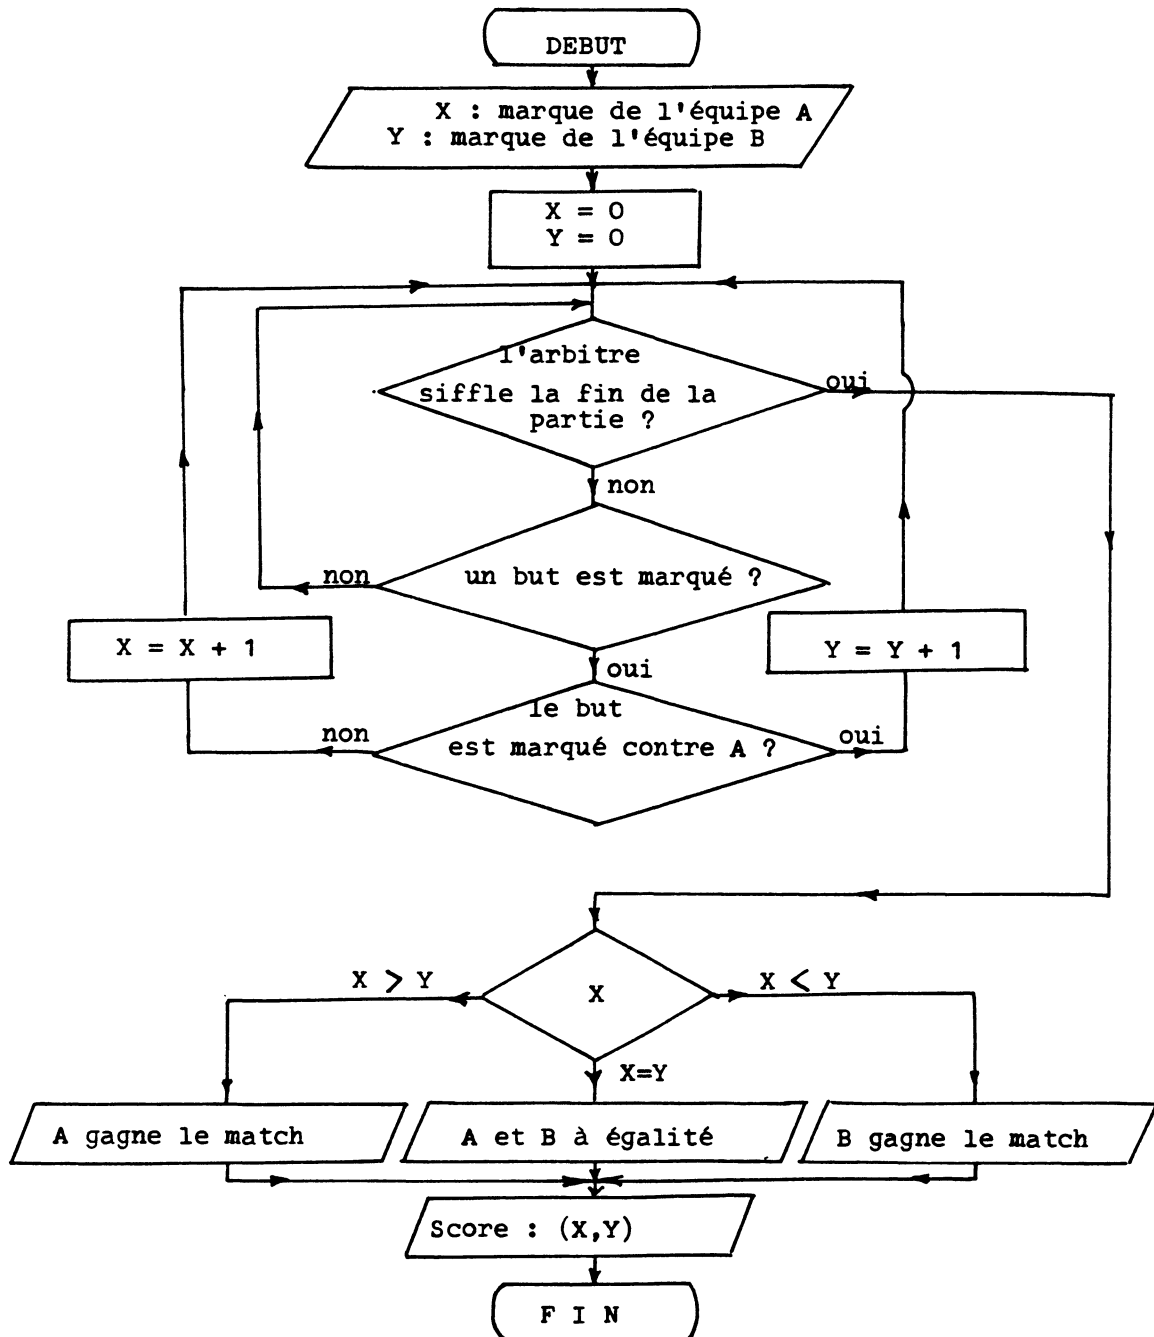 DEBUT
X : marque de l'équipe A
Y : marque de l'équipe B
X = 0
Y = 0
l'arbitre
siffle la fin de la
partie ?
oui
non
un but est marqué ?
non
X = X + 1
Y = Y + 1
oui
le but
est marqué contre A ?
non
oui
X > Y
X
X < Y
X=Y
A gagne le match
A et B à égalité
B gagne le match
Score : (X,Y)
F I N